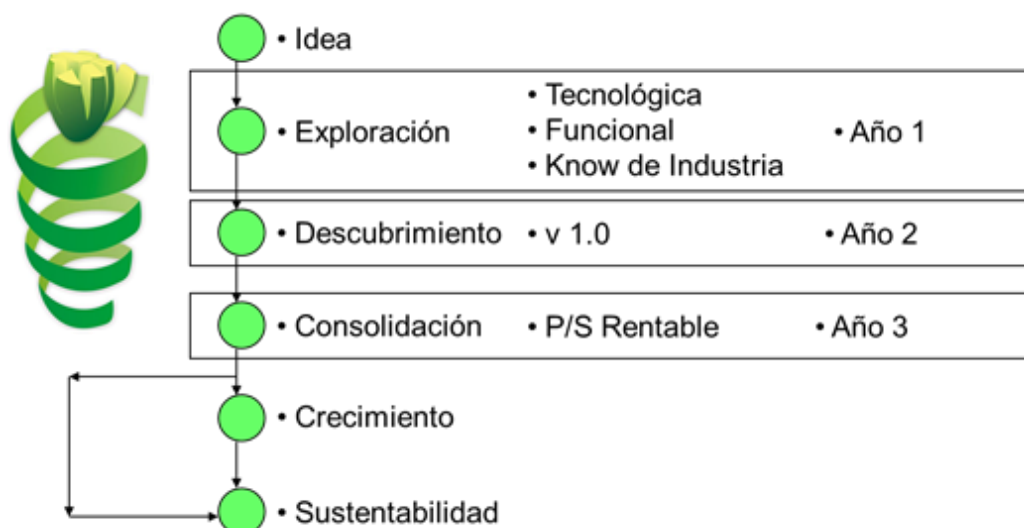 • Idea
• Tecnológica
• Exploración • Funcional • Año 1
• Know de Industria
• Descubrimiento • v 1.0 • Año 2
• Consolidación • P/S Rentable • Año 3
• Crecimiento
• Sustentabilidad